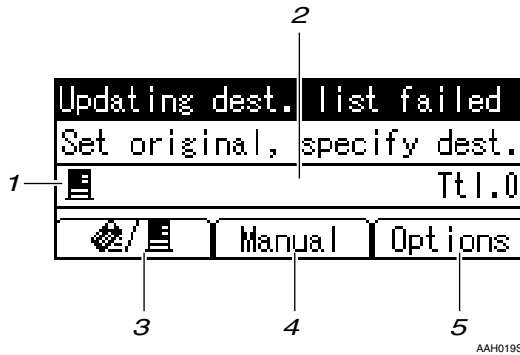 2
Updating dest. list failed
Set original, specify dest.
1 Ttl.0
/ Manual Options
3 4 5
AAH019S